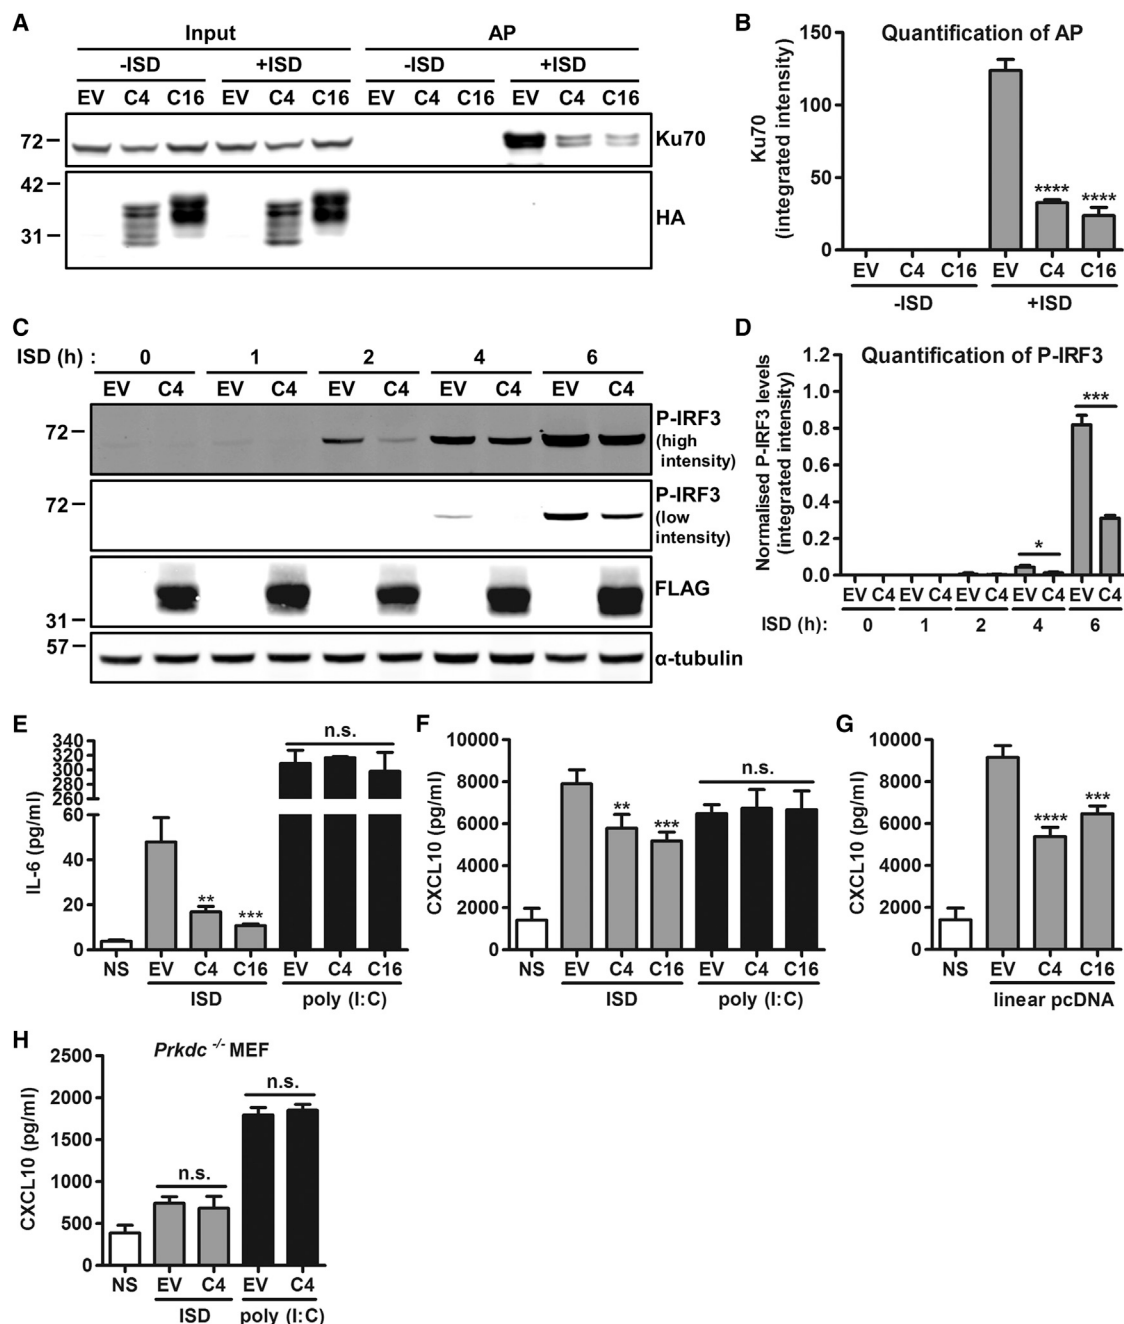 A
Input AP
-ISD +ISD -ISD +ISD
EV C4 C16 EV C4 C16 EV C4 C16 EV C4 C16
72 Ku70
42
31 HA
B
Quantification of AP
Ku70
(integrated intensity)
150
100
50
0
**** ****
EV C4 C16 EV C4 C16
-ISD +ISD
C
ISD (h) : 0 1 2 4 6
EV C4 EV C4 EV C4 EV C4 EV C4
72 P-IRF3
(high
intensity)
72 P-IRF3
(low
intensity)
FLAG
31
57
α-tubulin
D
Quantification of P-IRF3
Normalised P-IRF3 levels
(integrated intensity)
1.2
1.0
0.8
0.6
0.4
0.2
0.0
* ***
EV C4 EV C4 EV C4 EV C4 EV C4
ISD (h): 0 1 2 4 6
E
IL-6 (pg/ml)
340
320
300
280
260
60
40
20
0
** *** n.s.
NS EV C4 C16 EV C4 C16
ISD poly (I:C)
F
CXCL10 (pg/ml)
10000
8000
6000
4000
2000
0
** *** n.s.
NS EV C4 C16 EV C4 C16
ISD poly (I:C)
G
CXCL10 (pg/ml)
10000
8000
6000
4000
2000
0
**** ***
NS EV C4 C16
linear pcDNA
H
Prkdc -/- MEF
CXCL10 (pg/ml)
2500
2000
1500
1000
500
0
n.s. n.s.
NS EV C4 EV C4
ISD poly (I:C)